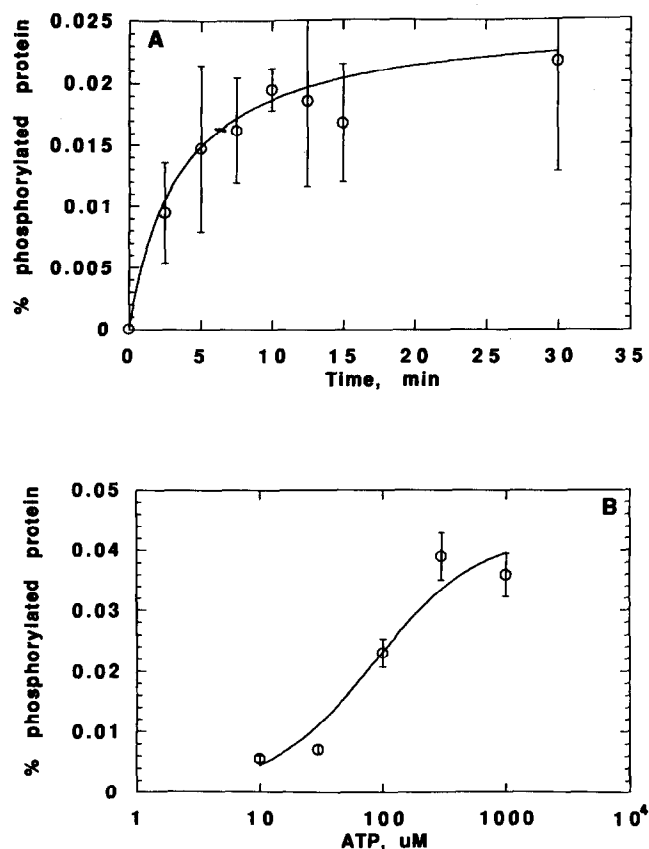 A
0.025
0.02
0.015
0.01
0.005
0
% phosphorylated protein
0 5 10 15 20 25 30 35
Time, min
B
0.05
0.04
0.03
0.02
0.01
0
% phosphorylated protein
1 10 100 1000 10⁴
ATP, uM